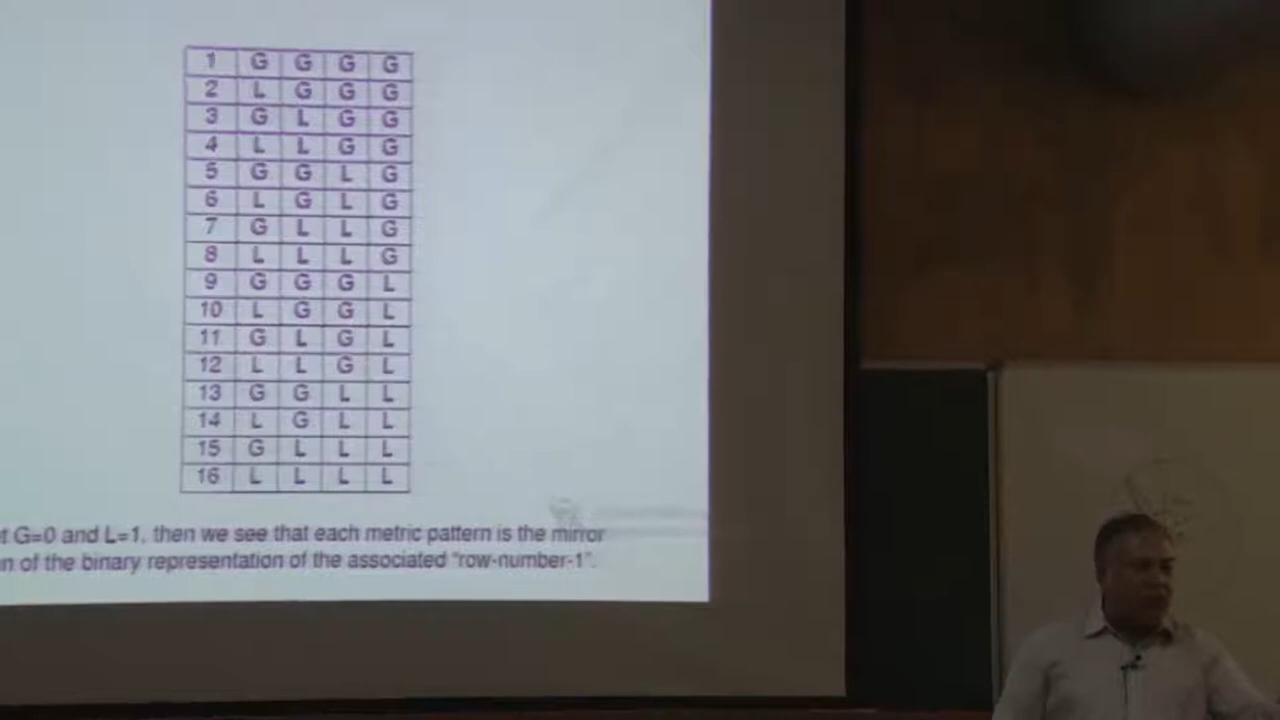 1 G G G G
2 L G G G
3 G L G G
4 L L G G
5 G G L G
6 L G L G
7 G L L G
8 L L L G
9 G G G L
10 L G G L
11 G L G L
12 L L G L
13 G G L L
14 L G L L
15 G L L L
16 L L L L
G=0 and L=1, then we see that each metric pattern is the mirror
of the binary representation of the associated "row-number-1".